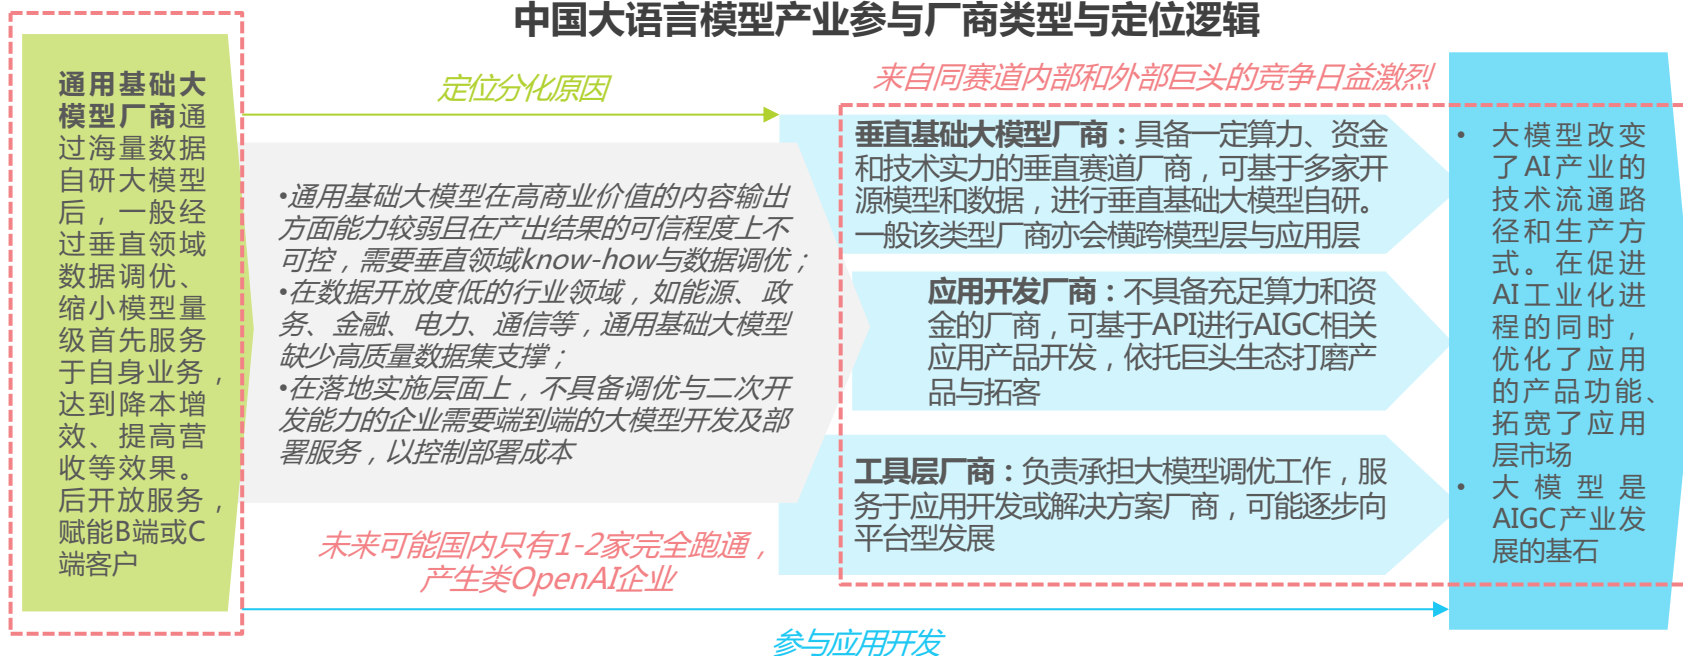 中国大语言模型产业参与厂商类型与定位逻辑
通用基础大
模型厂商通
过海量数据
自研大模型
后，一般经
过垂直领域
数据调优、
缩小模型量
级首先服务
于自身业务，
达到降本增
效、提高营
收等效果。
后开放服务，
赋能B端或C
端客户
定位分化原因
•通用基础大模型在高商业价值的内容输出
方面能力较弱且在产出结果的可信程度上不
可控，需要垂直领域know-how与数据调优；
•在数据开放度低的行业领域，如能源、政
务、金融、电力、通信等，通用基础大模型
缺少高质量数据集支撑；
•在落地实施层面上，不具备调优与二次开
发能力的企业需要端到端的大模型开发及部
署服务，以控制部署成本
未来可能国内只有1-2家完全跑通，
产生类OpenAI企业
来自同赛道内部和外部巨头的竞争日益激烈
垂直基础大模型厂商：具备一定算力、资金
和技术实力的垂直赛道厂商，可基于多家开
源模型和数据，进行垂直基础大模型自研。
一般该类型厂商亦会横跨模型层与应用层
应用开发厂商：不具备充足算力和资
金的厂商，可基于API进行AIGC相关
应用产品开发，依托巨头生态打磨产
品与拓客
工具层厂商：负责承担大模型调优工作，服
务于应用开发或解决方案厂商，可能逐步向
平台型发展
• 大模型改变
了AI产业的
技术流通路
径和生产方
式。在促进
AI工业化进
程的同时，
优化了应用
的产品功能、
拓宽了应用
层市场
• 大模型是
AIGC产业发
展的基石
参与应用开发